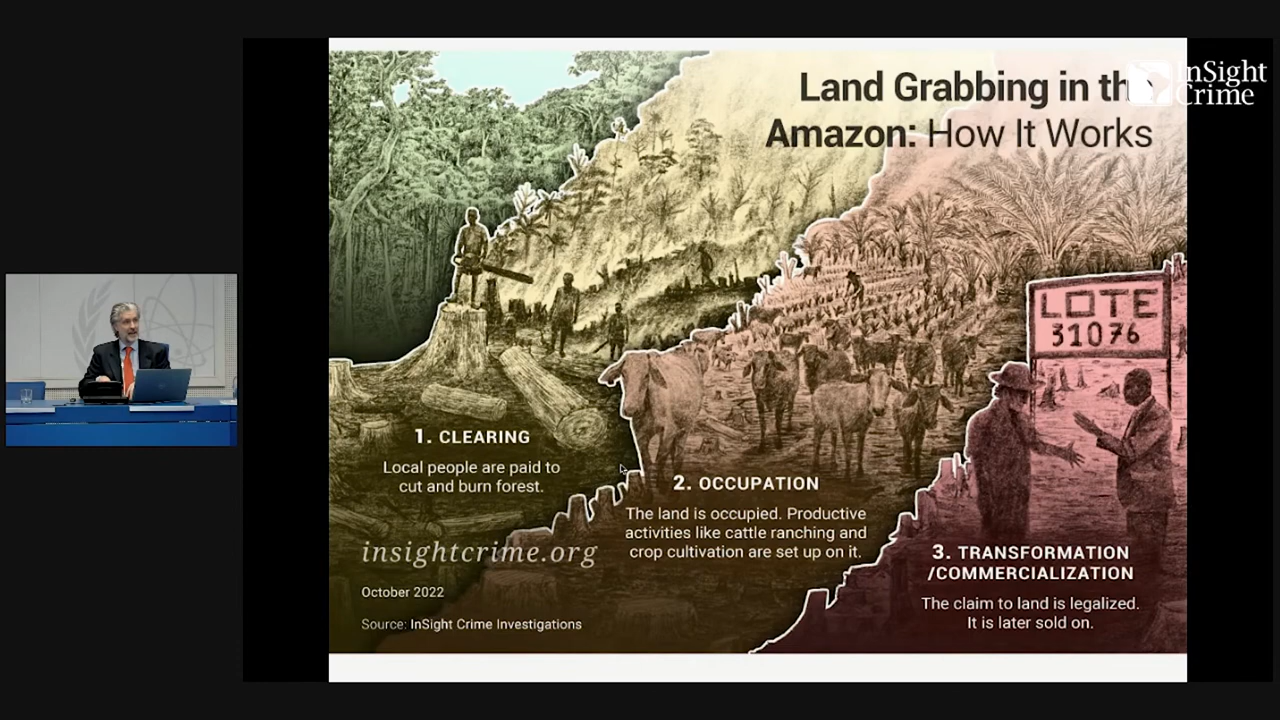 Land Grabbing in the
Amazon: How It Works
InSight
Crime
LOTE
31076
1. CLEARING
Local people are paid to
cut and burn forest.
2. OCCUPATION
The land is occupied. Productive
activities like cattle ranching and
crop cultivation are set up on it.
3. TRANSFORMATION
/COMMERCIALIZATION
The claim to land is legalized.
It is later sold on.
insightcrime.org
October 2022
Source: InSight Crime Investigations